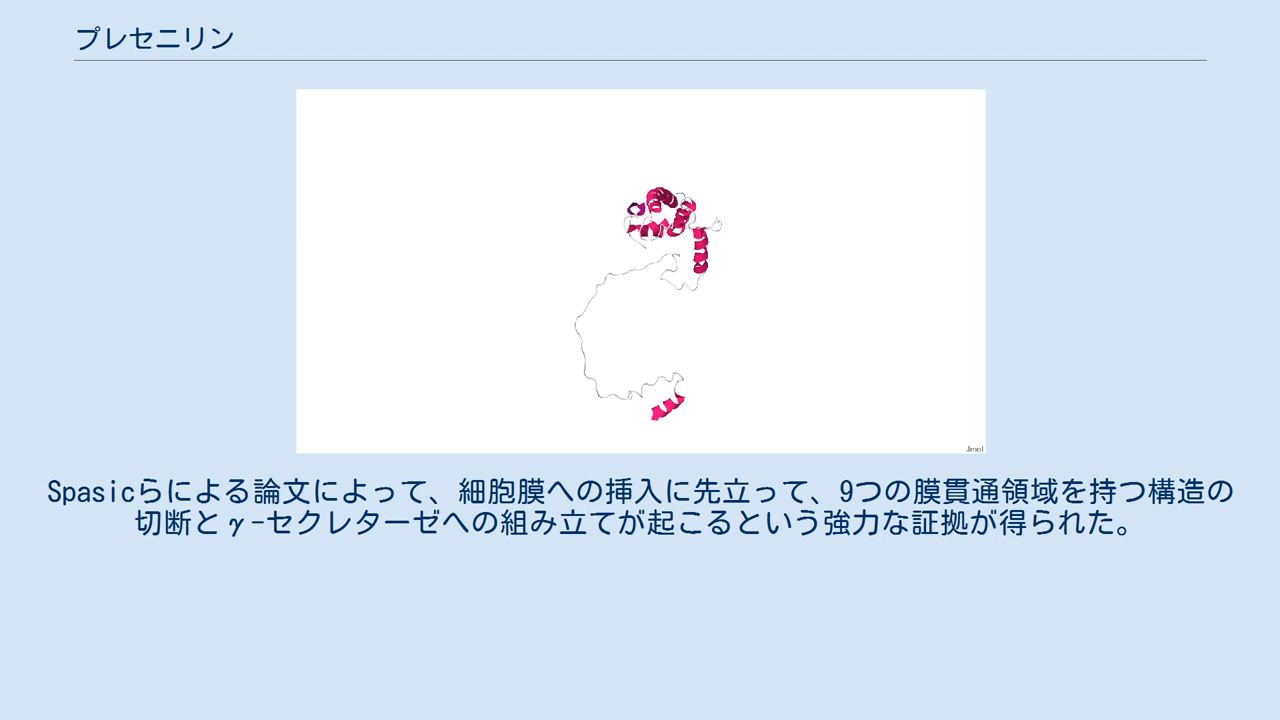 プレセニリン
Jmol
Spasicらによる論文によって、細胞膜への挿入に先立って、9つの膜貫通領域を持つ構造の
切断とγ-セクレターゼへの組み立てが起こるという強力な証拠が得られた。